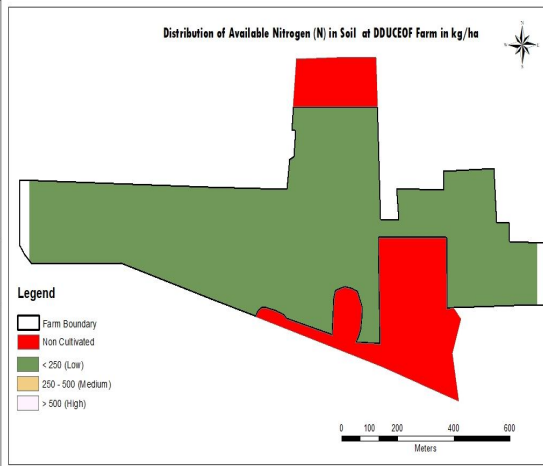 Distribution of Available Nitrogen (N) in Soil at DDUCEOF Farm in kg/ha
Legend
Farm Boundary
Non Cultivated
< 250 (Low)
250 - 500 (Medium)
> 500 (High)
0 100 200 400 600
Meters